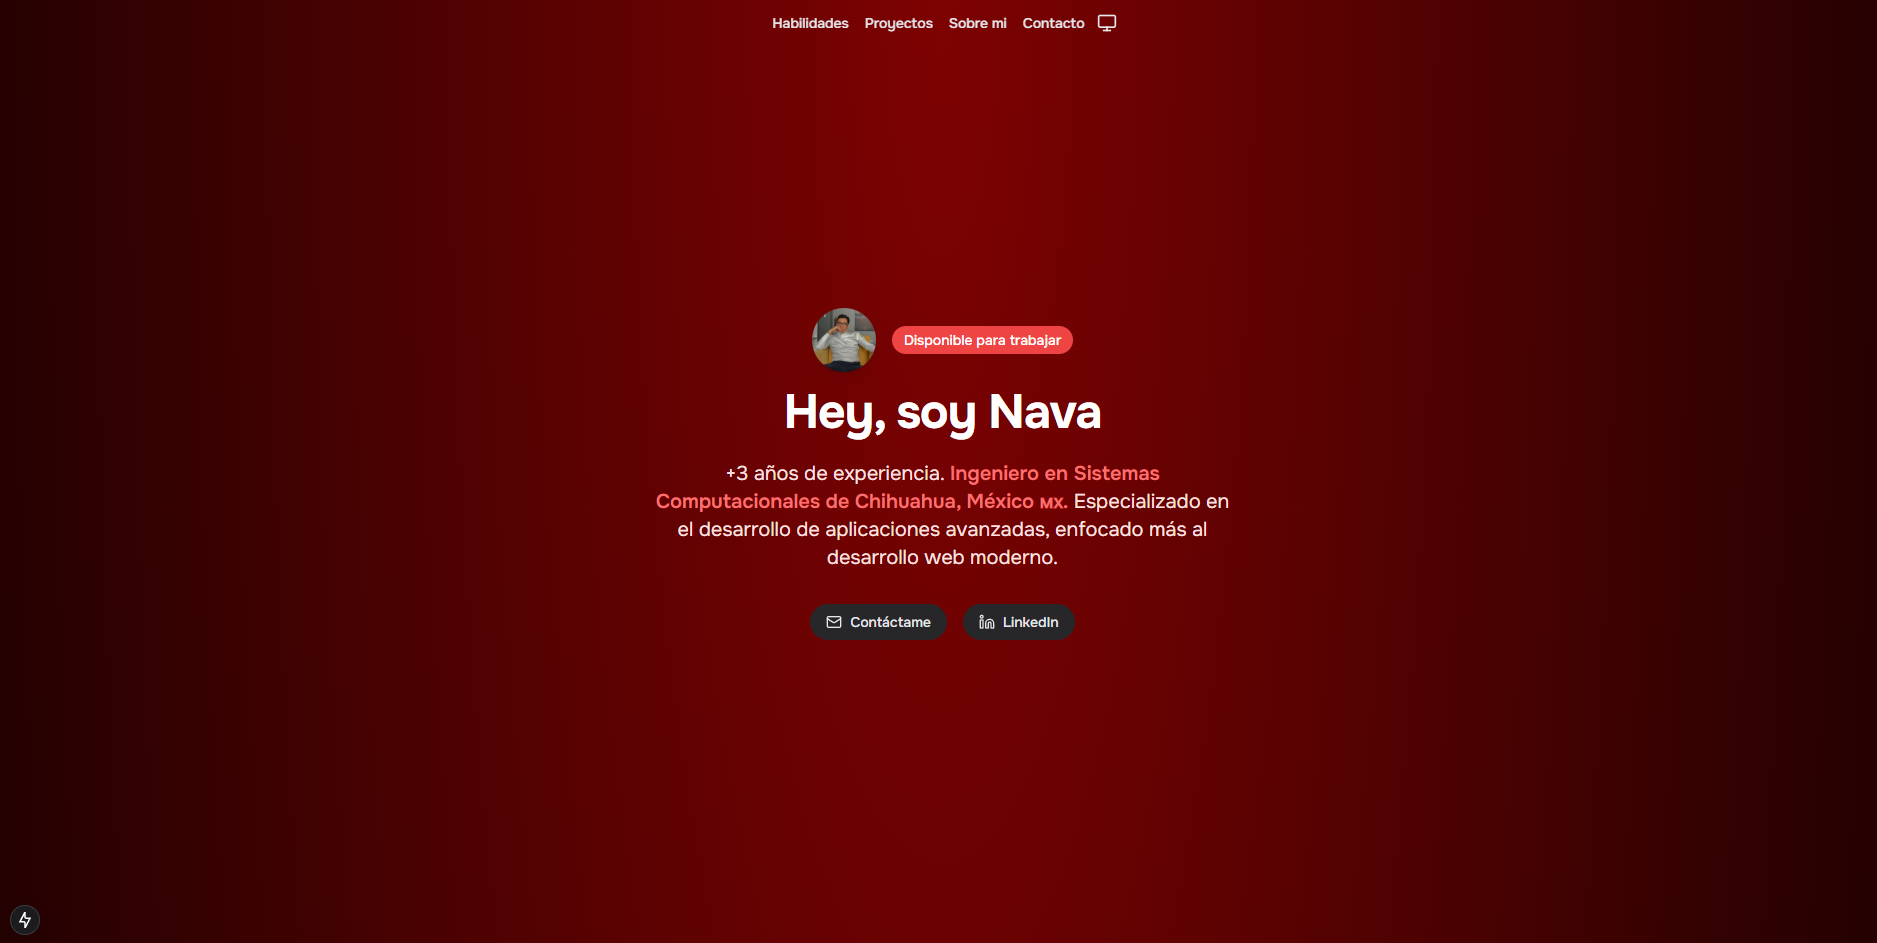 Habilidades Proyectos Sobre mi Contacto
Disponible para trabajar
Hey, soy Nava
+3 años de experiencia. Ingeniero en Sistemas
Computacionales de Chihuahua, México MX. Especializado en
el desarrollo de aplicaciones avanzadas, enfocado más al
desarrollo web moderno.
Contáctame LinkedIn